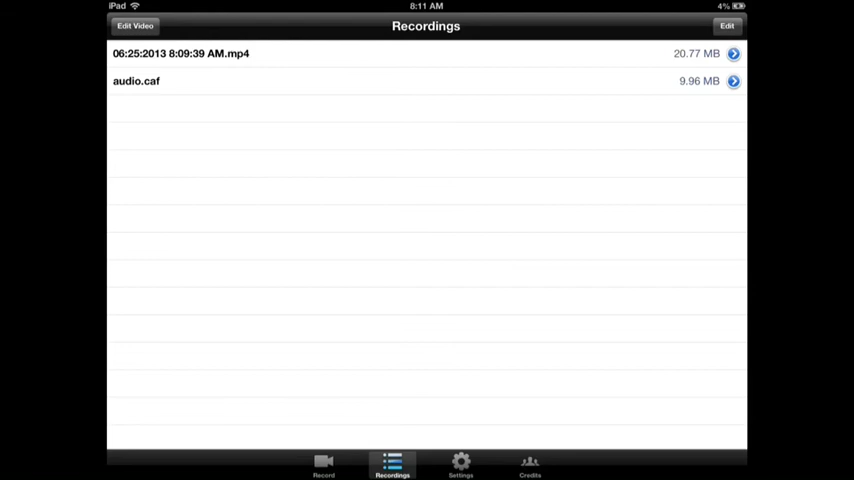 iPad 8:11 AM 4%
Edit Video Recordings Edit
06:25:2013 8:09:39 AM.mp4 20.77 MB
audio.caf 9.96 MB
Record Recordings Settings Credits